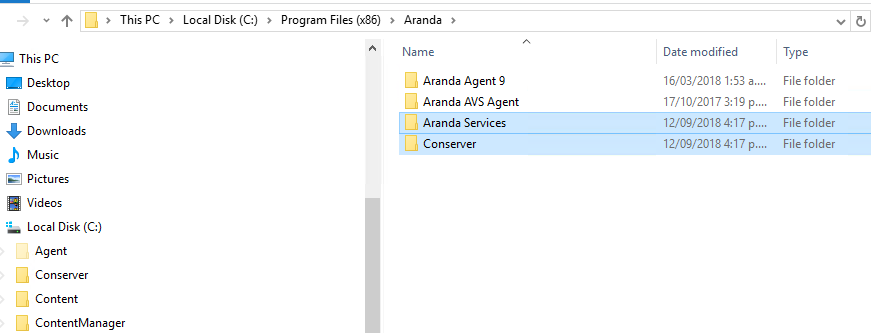 This PC > Local Disk (C:) > Program Files (x86) > Aranda >
Name Date modified Type
Aranda Agent 9 16/03/2018 1:53 a.... File folder
Aranda AVS Agent 17/10/2017 3:19 p.... File folder
Aranda Services 12/09/2018 4:17 p.... File folder
Conserver 12/09/2018 4:17 p.... File folder
This PC
Desktop
Documents
Downloads
Music
Pictures
Videos
Local Disk (C:)
Agent
Conserver
Content
ContentManager